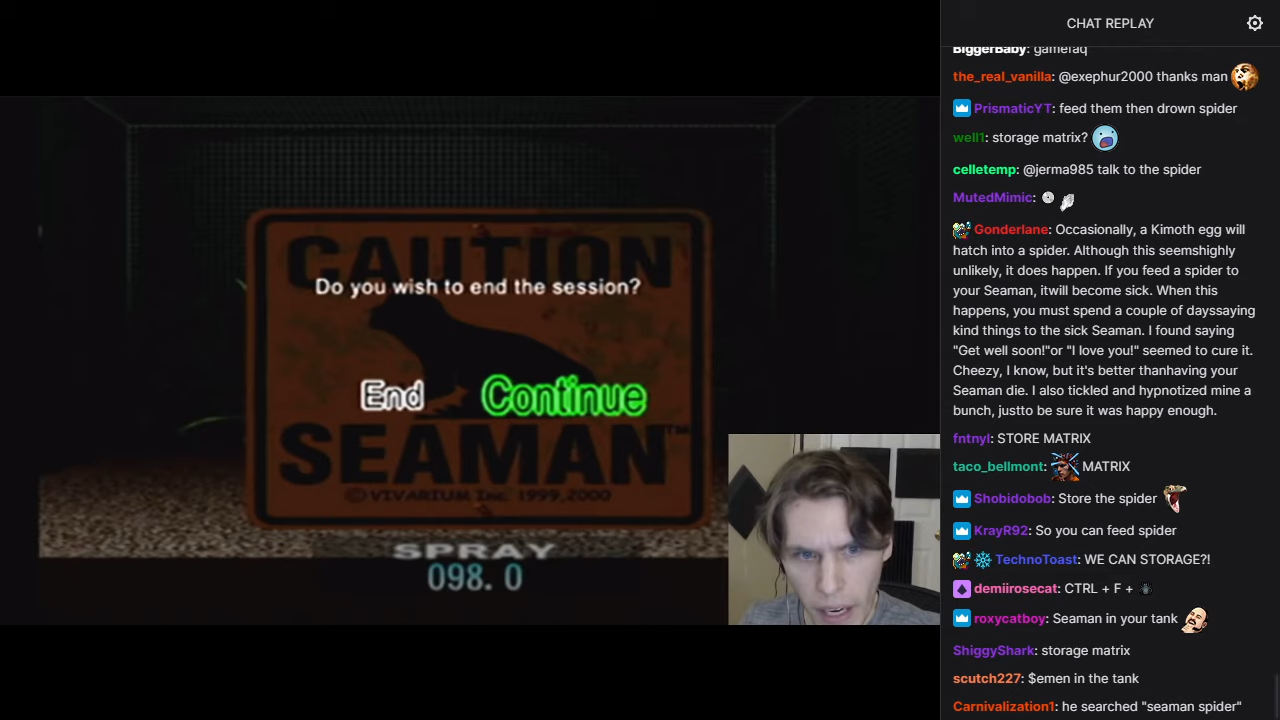 CAUTION
Do you wish to end the session?
End
Continue
SEAMAN™
© VIVARIUM Inc. 1999,2000
SPRAY
098. 0
CHAT REPLAY
BiggerBaby: gamefaq
the_real_vanilla: @exephur2000 thanks man
PrismaticYT: feed them then drown spider
well1: storage matrix?
celletemp: @jerma985 talk to the spider
MutedMimic:
Gonderlane: Occasionally, a Kimoth egg will
hatch into a spider. Although this seemshighly
unlikely, it does happen. If you feed a spider to
your Seaman, itwill become sick. When this
happens, you must spend a couple of dayssaying
kind things to the sick Seaman. I found saying
"Get well soon!"or "I love you!" seemed to cure it.
Cheezy, I know, but it's better thanhaving your
Seaman die. I also tickled and hypnotized mine a
bunch, justto be sure it was happy enough.
fntnyl: STORE MATRIX
taco_bellmont: MATRIX
Shobidobob: Store the spider
KrayR92: So you can feed spider
TechnoToast: WE CAN STORAGE?!
demiirosecat: CTRL + F +
roxycatboy: Seaman in your tank
ShiggyShark: storage matrix
scutch227: $emen in the tank
Carnivalization1: he searched "seaman spider"